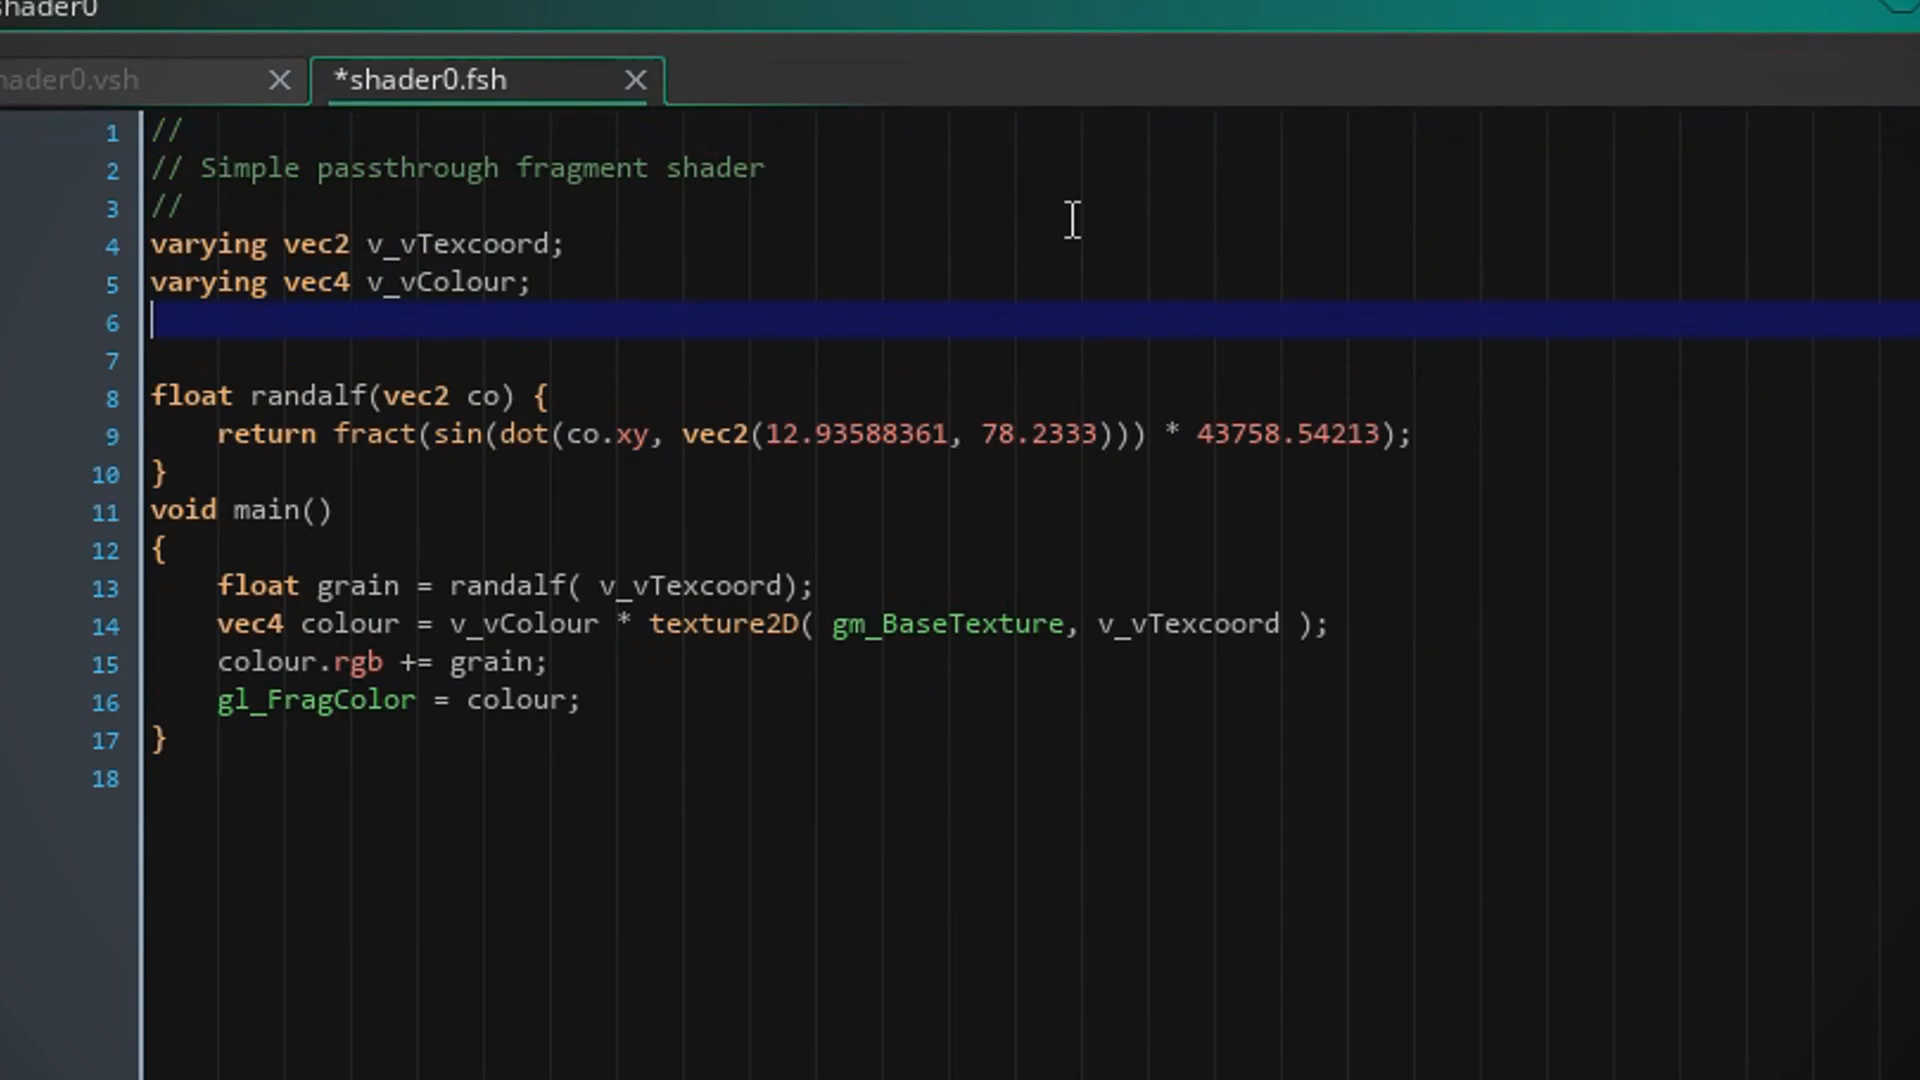 shader0
hader0.vsh
*shader0.fsh
1 //
2 // Simple passthrough fragment shader
3 //
4 varying vec2 v_vTexcoord;
5 varying vec4 v_vColour;
6
7
8 float randalf(vec2 co) {
9     return fract(sin(dot(co.xy, vec2(12.93588361, 78.2333))) * 43758.54213);
10 }
11 void main()
12 {
13     float grain = randalf( v_vTexcoord);
14     vec4 colour = v_vColour * texture2D( gm_BaseTexture, v_vTexcoord );
15     colour.rgb += grain;
16     gl_FragColor = colour;
17 }
18